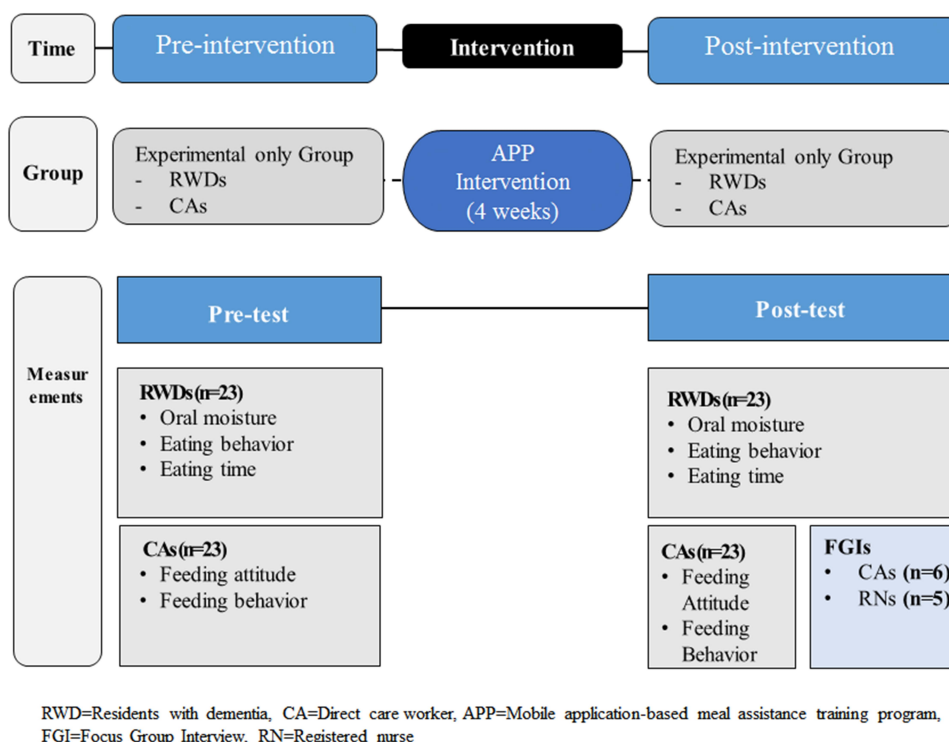 Time
Pre-intervention
Intervention
Post-intervention
Group
Experimental only Group
- RWDs
- CAs
APP
Intervention
(4 weeks)
Experimental only Group
- RWDs
- CAs
Measur
ements
Pre-test
Post-test
RWDs(n=23)
• Oral moisture
• Eating behavior
• Eating time
RWDs(n=23)
• Oral moisture
• Eating behavior
• Eating time
CAs(n=23)
• Feeding attitude
• Feeding behavior
CAs(n=23)
• Feeding
Attitude
• Feeding
Behavior
FGIs
• CAs (n=6)
• RNs (n=5)
RWD=Residents with dementia, CA=Direct care worker, APP=Mobile application-based meal assistance training program,
FGI=Focus Group Interview, RN=Registered nurse